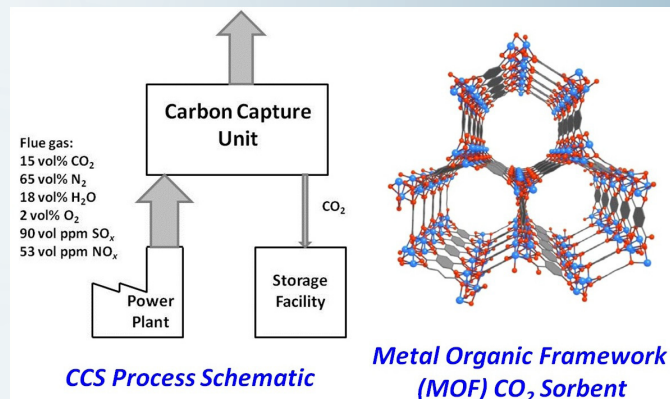 Carbon Capture
Unit
Flue gas:
15 vol% CO₂
65 vol% N₂
18 vol% H₂O
2 vol% O₂
90 vol ppm SOₓ
53 vol ppm NOₓ
CO₂
Power
Plant
Storage
Facility
CCS Process Schematic
Metal Organic Framework
(MOF) CO₂ Sorbent